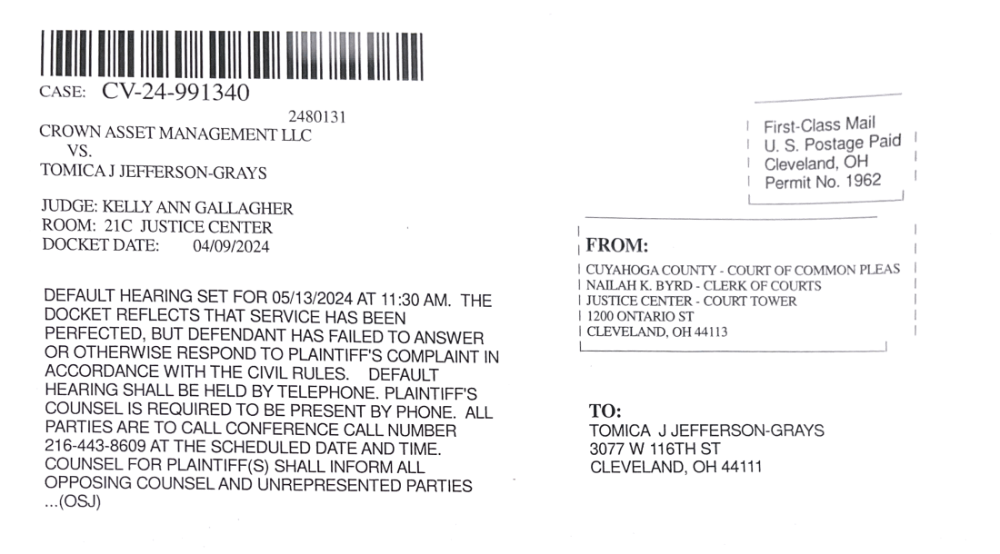 CASE: CV-24-991340
2480131
CROWN ASSET MANAGEMENT LLC
VS.
TOMICA J JEFFERSON-GRAYS
JUDGE: KELLY ANN GALLAGHER
ROOM: 21C JUSTICE CENTER
DOCKET DATE: 04/09/2024
DEFAULT HEARING SET FOR 05/13/2024 AT 11:30 AM. THE
DOCKET REFLECTS THAT SERVICE HAS BEEN
PERFECTED, BUT DEFENDANT HAS FAILED TO ANSWER
OR OTHERWISE RESPOND TO PLAINTIFF'S COMPLAINT IN
ACCORDANCE WITH THE CIVIL RULES. DEFAULT
HEARING SHALL BE HELD BY TELEPHONE. PLAINTIFF'S
COUNSEL IS REQUIRED TO BE PRESENT BY PHONE. ALL
PARTIES ARE TO CALL CONFERENCE CALL NUMBER
216-443-8609 AT THE SCHEDULED DATE AND TIME.
COUNSEL FOR PLAINTIFF(S) SHALL INFORM ALL
OPPOSING COUNSEL AND UNREPRESENTED PARTIES
...(OSJ)
First-Class Mail
U. S. Postage Paid
Cleveland, OH
Permit No. 1962
FROM:
CUYAHOGA COUNTY - COURT OF COMMON PLEAS
NAILAH K. BYRD - CLERK OF COURTS
JUSTICE CENTER - COURT TOWER
1200 ONTARIO ST
CLEVELAND, OH 44113
TO:
TOMICA J JEFFERSON-GRAYS
3077 W 116TH ST
CLEVELAND, OH 44111